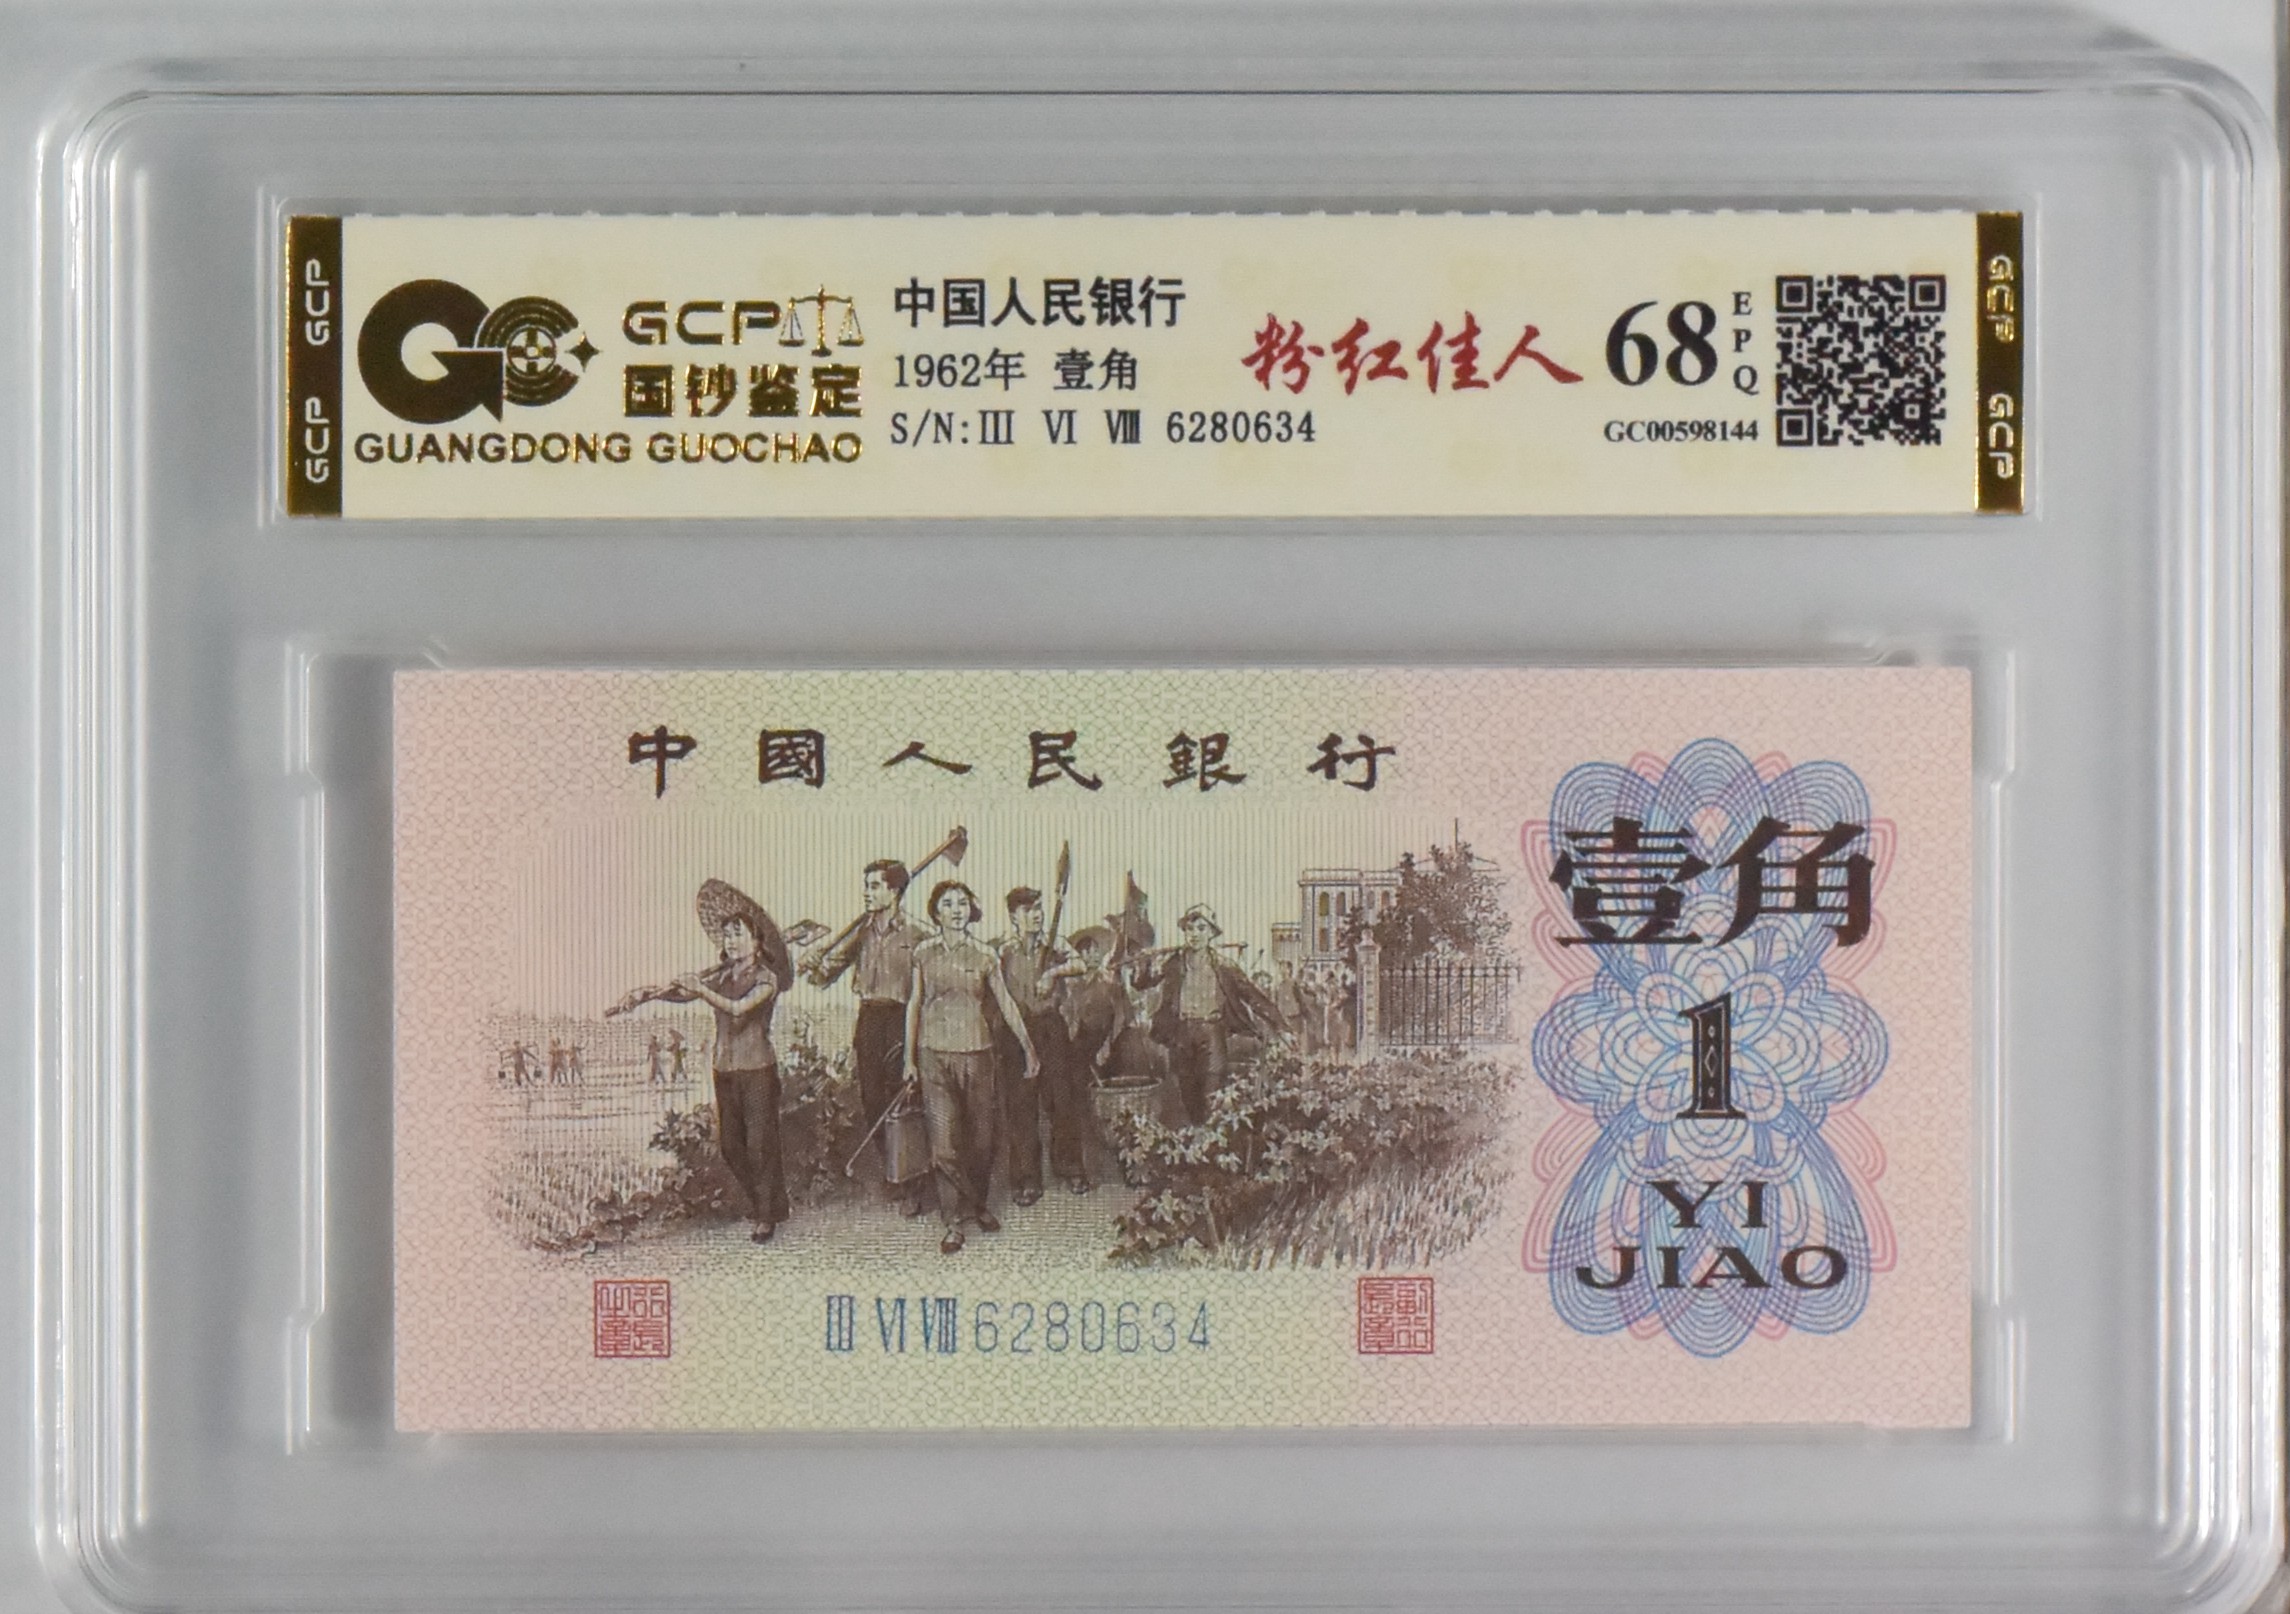 GCP GCP
GCP
国钞鉴定
GUANGDONG GUOCHAO
中国人民银行
1962年 壹角
S/N:Ⅲ Ⅵ Ⅷ 6280634
粉红佳人
68
EPQ
GC00598144
GCP GCP
中國人民銀行
壹角
1
YI
JIAO
Ⅲ Ⅵ Ⅷ 6280634